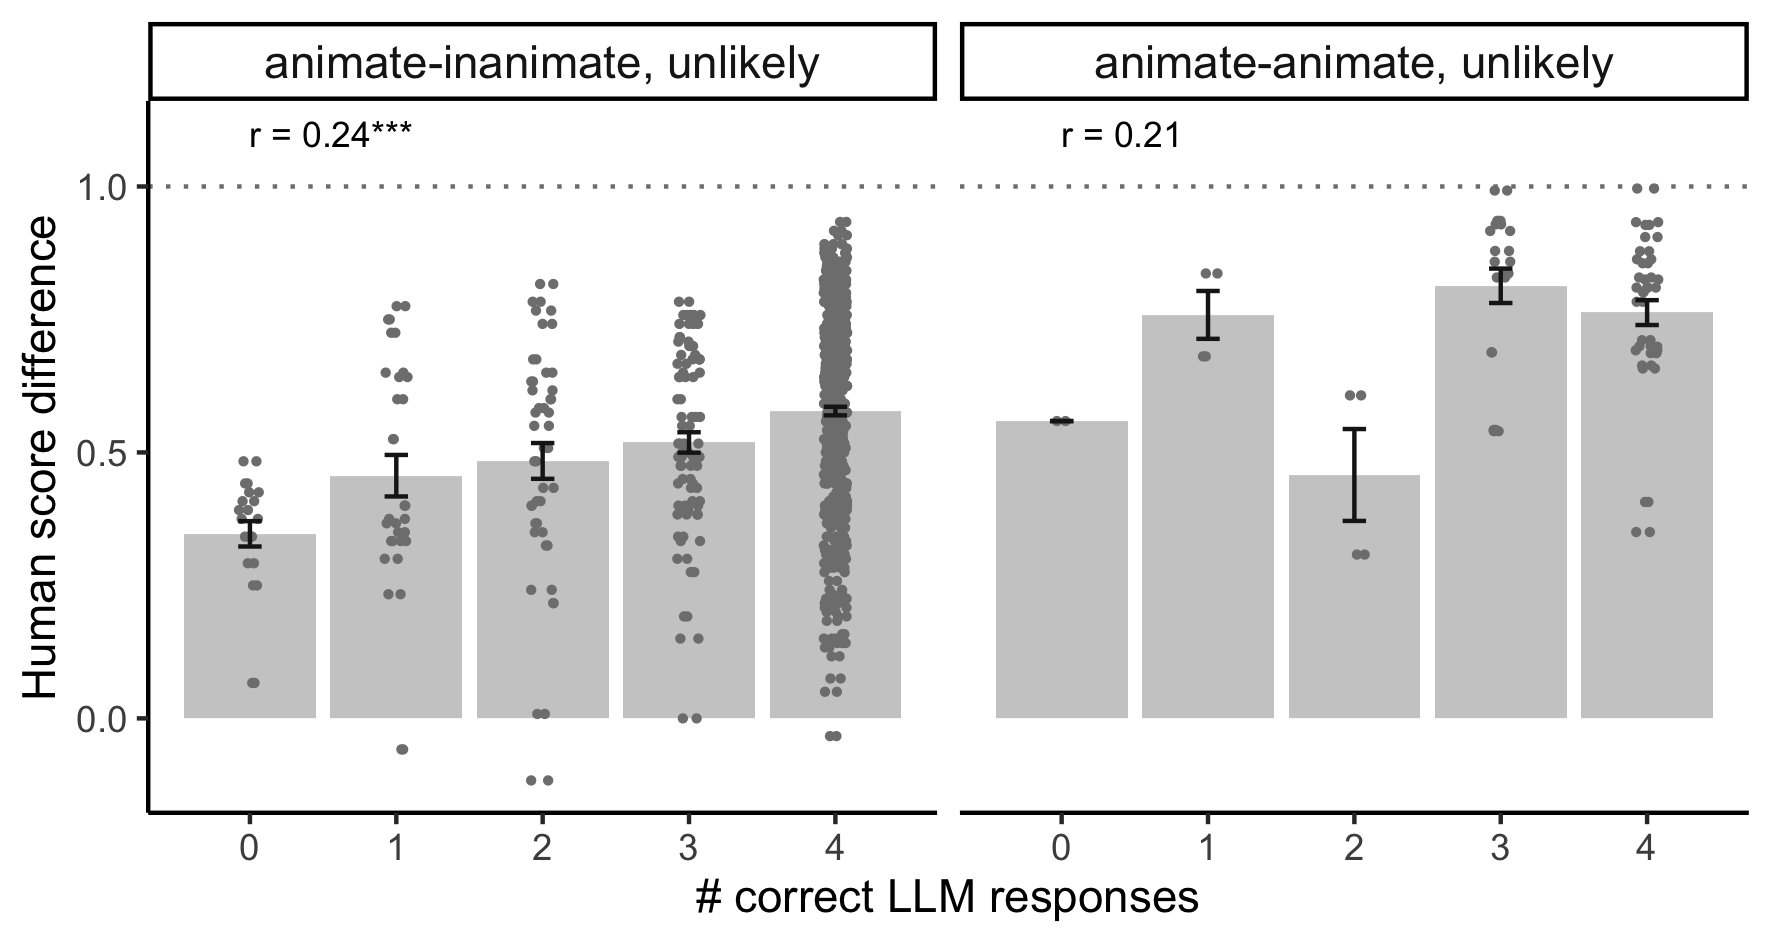 animate-inanimate, unlikely
animate-animate, unlikely
r = 0.24***
r = 0.21
1.0
0.5
0.0
Human score difference
0 1 2 3 4
0 1 2 3 4
# correct LLM responses